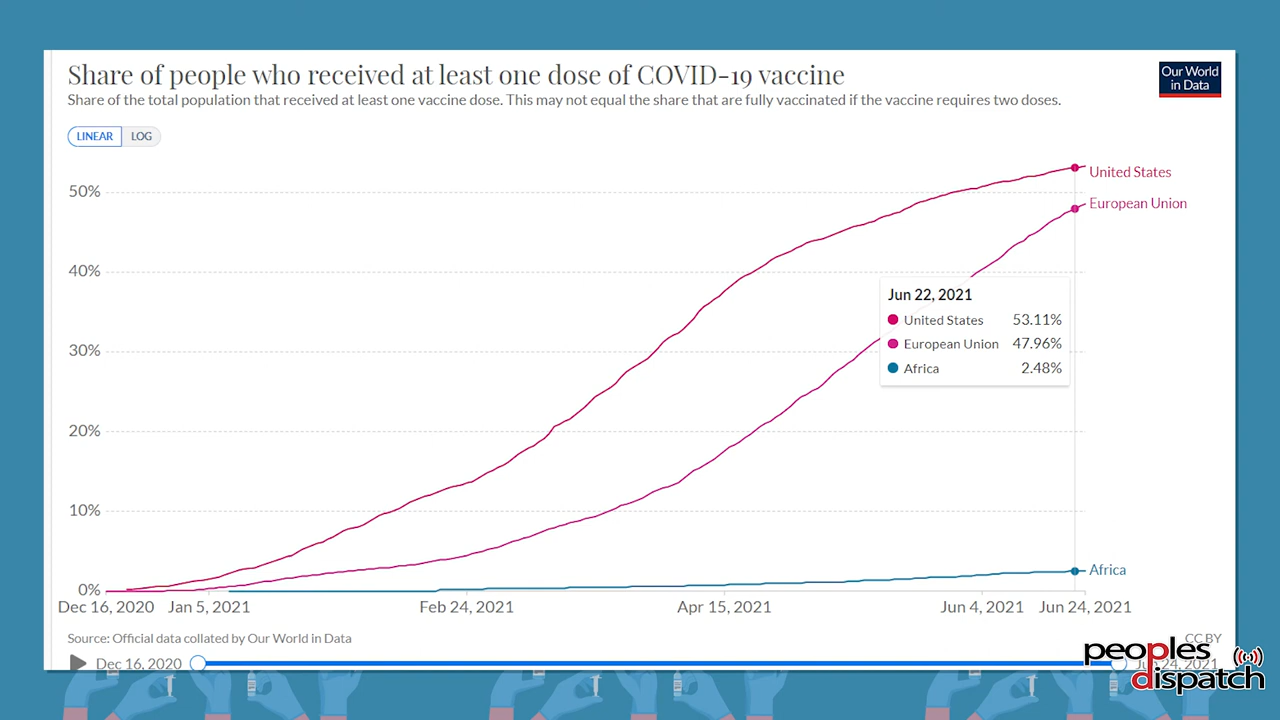 Share of people who received at least one dose of COVID-19 vaccine
Our World
in Data
Share of the total population that received at least one vaccine dose. This may not equal the share that are fully vaccinated if the vaccine requires two doses.
LINEAR LOG
United States
50%
European Union
40%
Jun 22, 2021
United States 53.11%
European Union 47.96%
Africa 2.48%
30%
20%
10%
Africa
0%
Dec 16, 2020 Jan 5, 2021 Feb 24, 2021 Apr 15, 2021 Jun 4, 2021 Jun 24, 2021
Source: Official data collated by Our World in Data
CC BY
Dec 16, 2020 Jun 24, 2021
peoples
dispatch